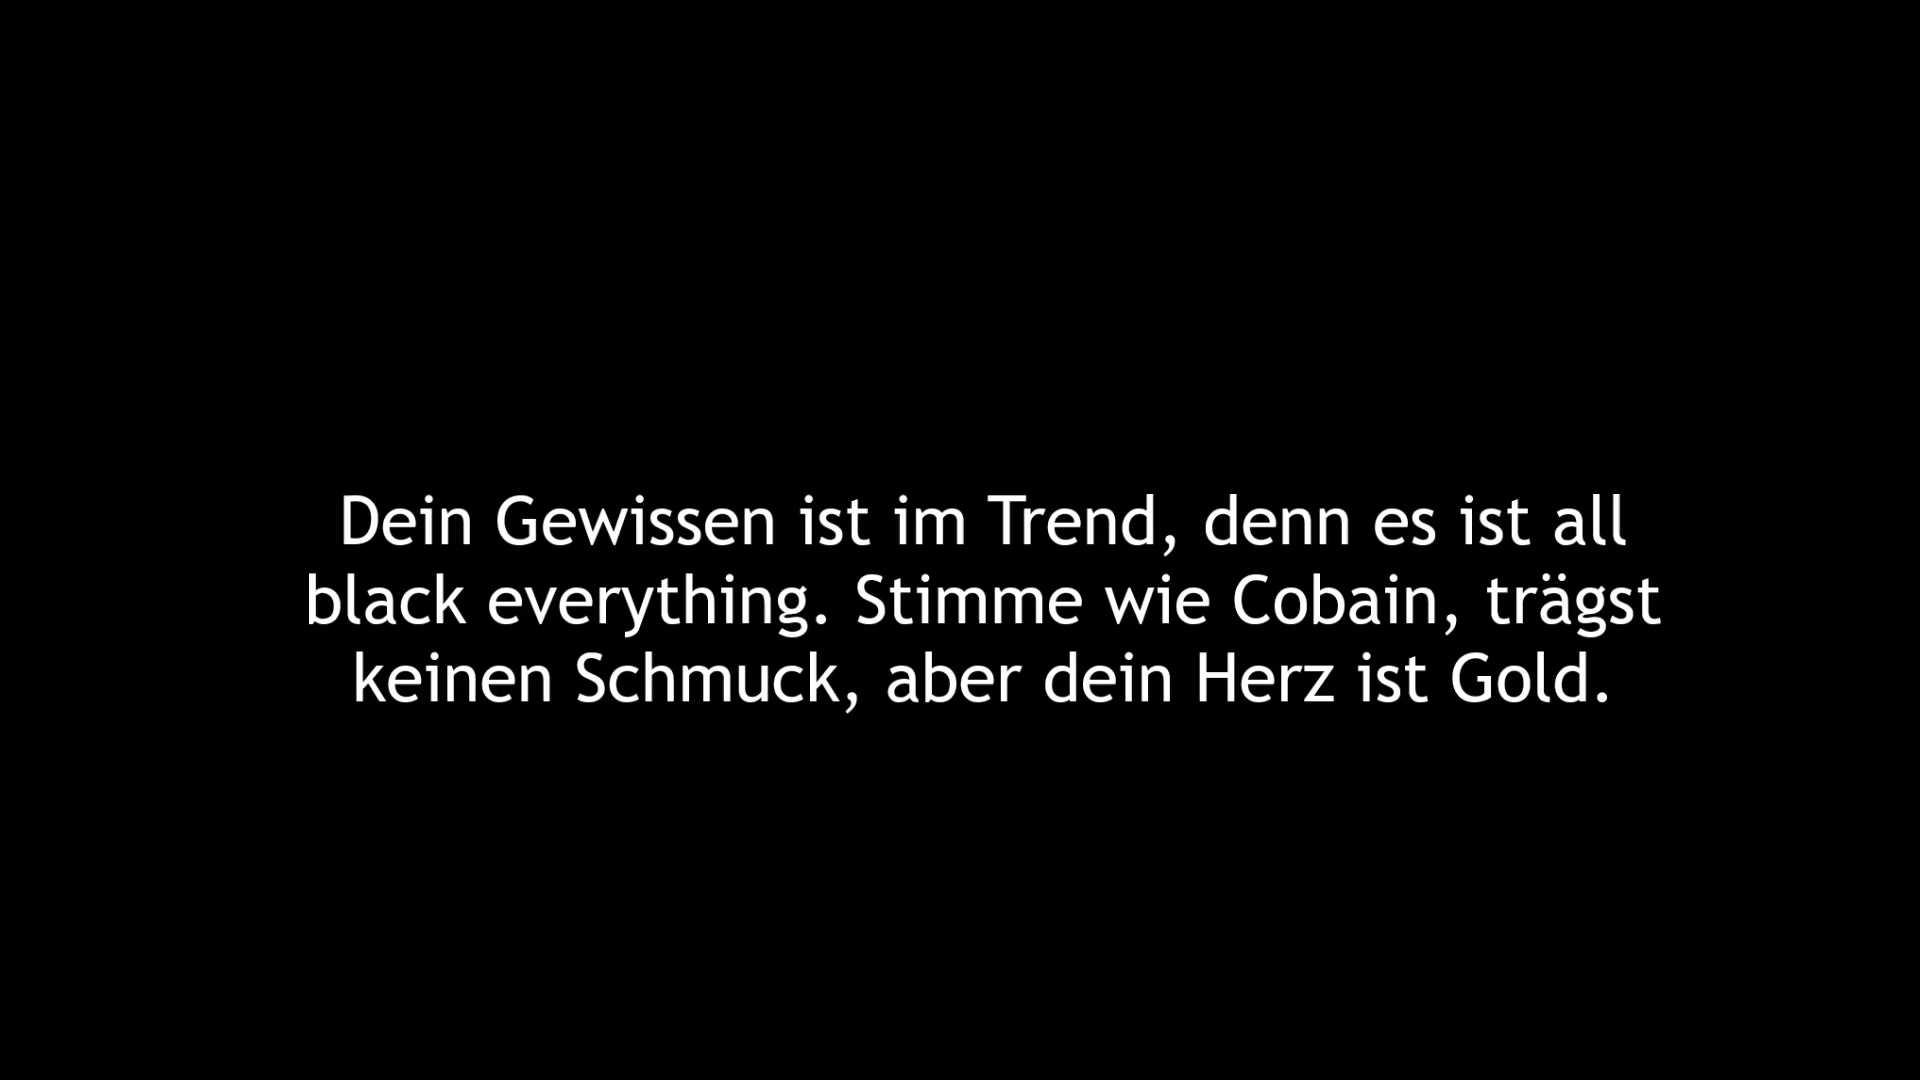 Dein Gewissen ist im Trend, denn es ist all
black everything. Stimme wie Cobain, trägst
keinen Schmuck, aber dein Herz ist Gold.